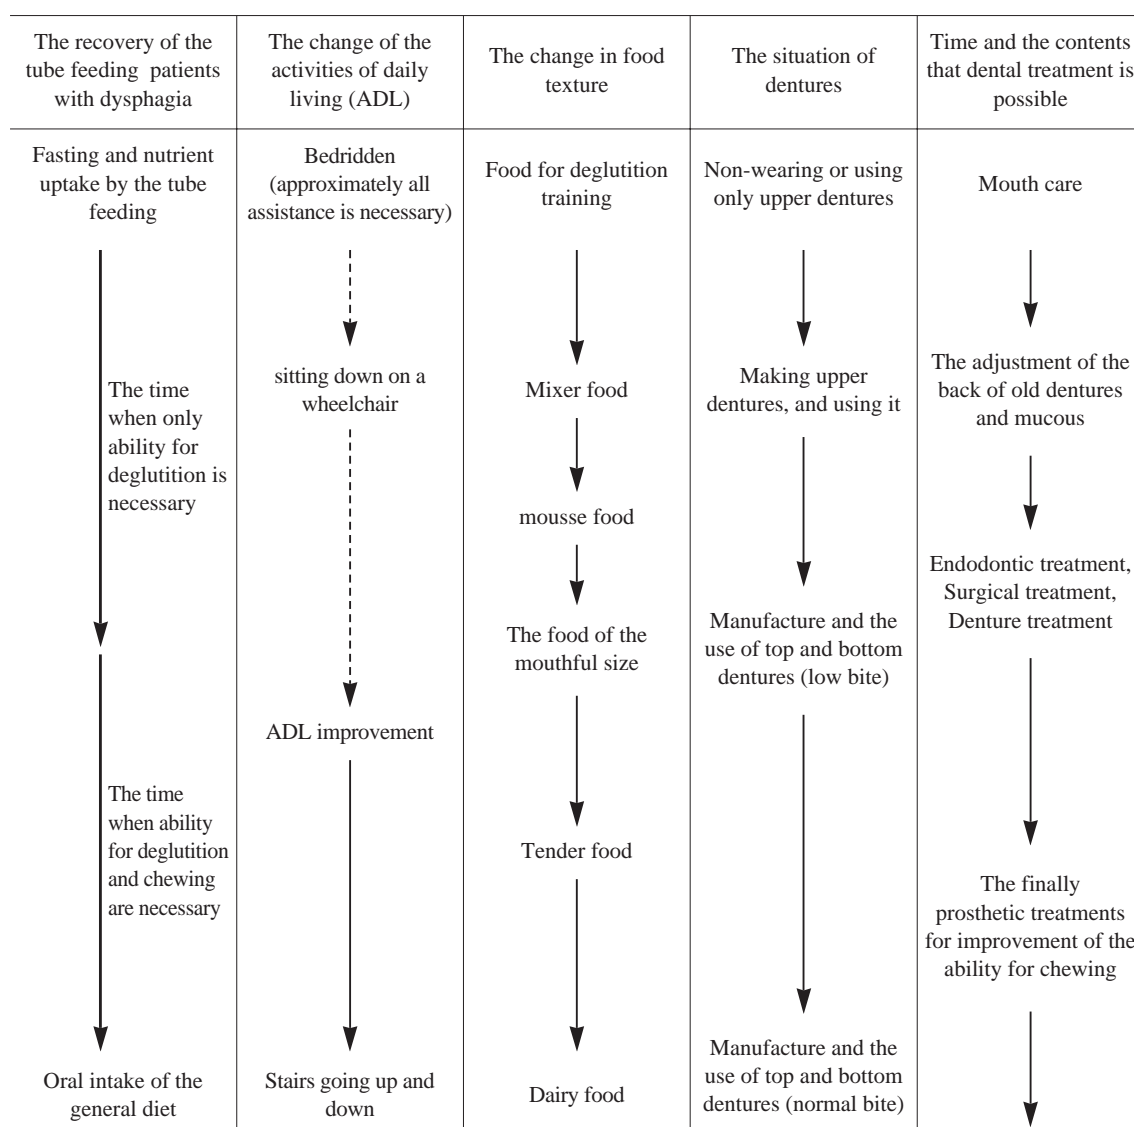 The recovery of the
tube feeding patients
with dysphagia
The change of the
activities of daily
living (ADL)
The change in food
texture
The situation of
dentures
Time and the contents
that dental treatment is
possible
Fasting and nutrient
uptake by the tube
feeding
The time
when only
ability for
deglutition is
necessary
The time
when ability
for deglutition
and chewing
are necessary
Oral intake of the
general diet
Bedridden
(approximately all
assistance is necessary)
sitting down on a
wheelchair
ADL improvement
Stairs going up and
down
Food for deglutition
training
Mixer food
mousse food
The food of the
mouthful size
Tender food
Dairy food
Non-wearing or using
only upper dentures
Making upper
dentures, and using it
Manufacture and the
use of top and bottom
dentures (low bite)
Manufacture and the
use of top and bottom
dentures (normal bite)
Mouth care
The adjustment of the
back of old dentures
and mucous
Endodontic treatment,
Surgical treatment,
Denture treatment
The finally
prosthetic treatments
for improvement of the
ability for chewing